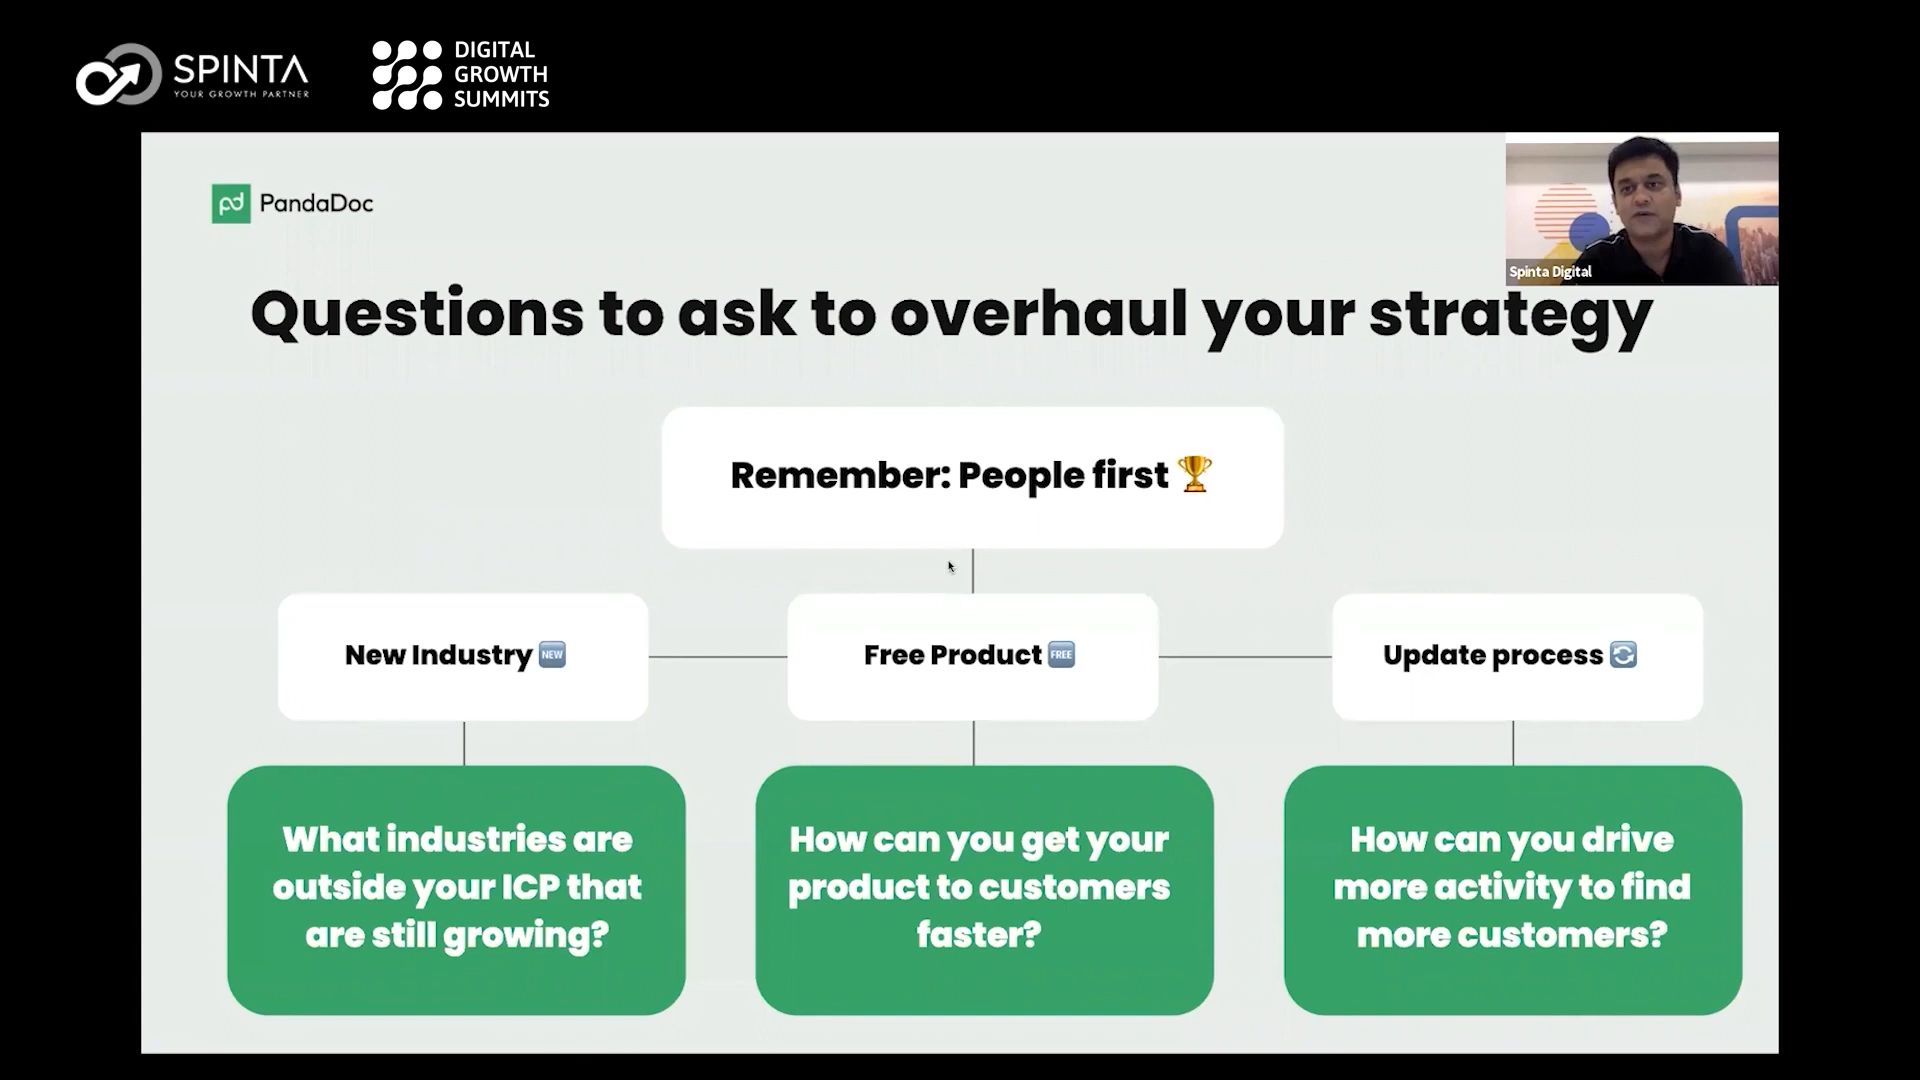 SPINTA
YOUR GROWTH PARTNER
DIGITAL
GROWTH
SUMMITS
pd PandaDoc
Spinta Digital
Questions to ask to overhaul your strategy
Remember: People first 🏆
New Industry 🆕
Free Product 🆓
Update process 🔄
What industries are
outside your ICP that
are still growing?
How can you get your
product to customers
faster?
How can you drive
more activity to find
more customers?